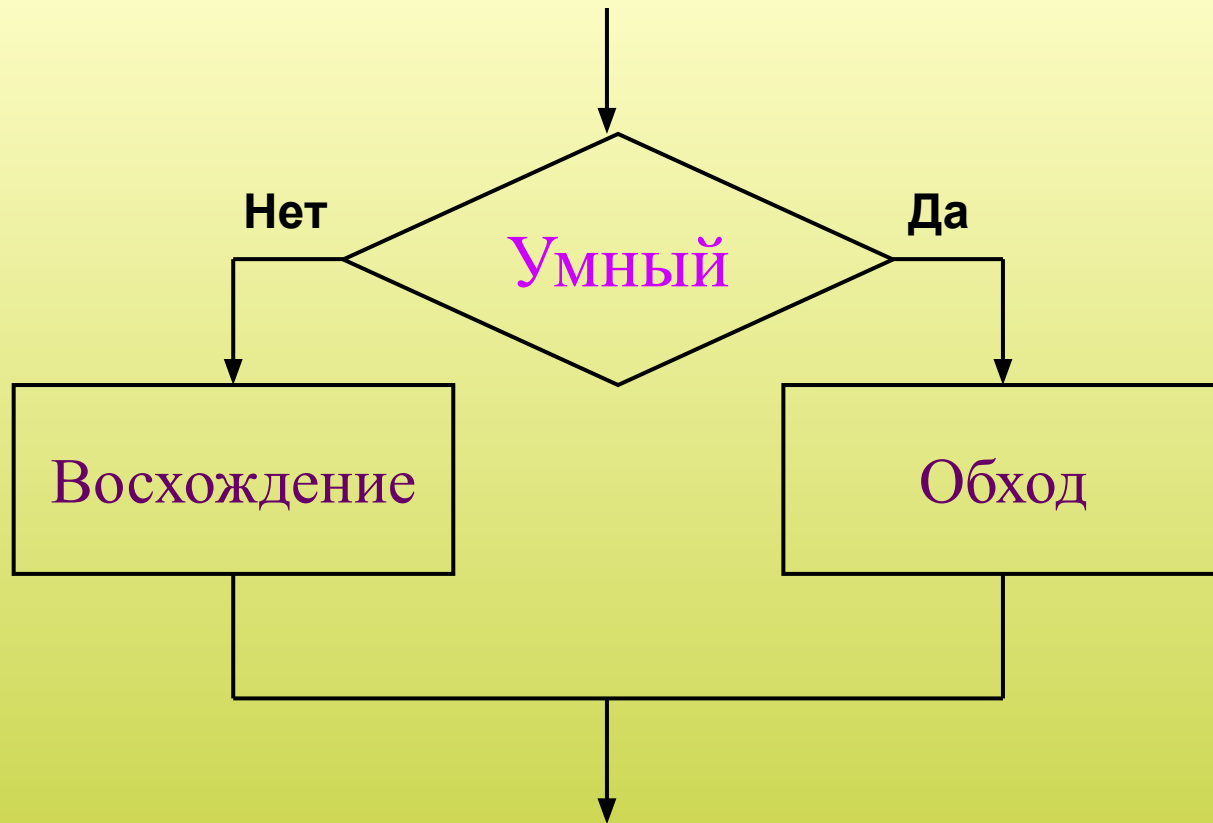 Нет
Да
Умный
Восхождение
Обход